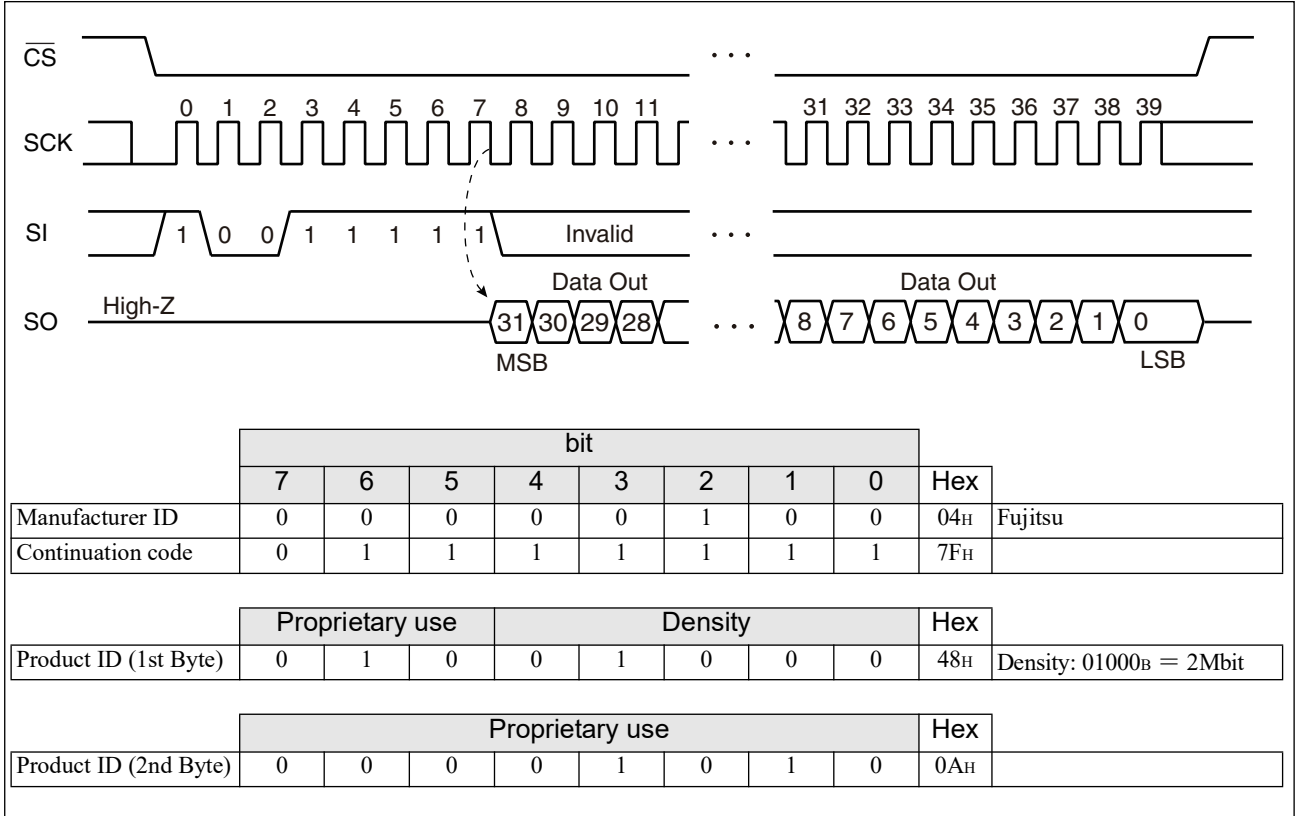 CS
. . .
0 1 2 3 4 5 6 7 8 9 10 11 31 32 33 34 35 36 37 38 39
SCK
. . .
SI 1 0 0 1 1 1 1 1 Invalid . . .
Data Out Data Out
High-Z
SO 31 30 29 28 . . . 8 7 6 5 4 3 2 1 0
MSB LSB
bit
7 6 5 4 3 2 1 0 Hex
Manufacturer ID 0 0 0 0 0 1 0 0 04H Fujitsu
Continuation code 0 1 1 1 1 1 1 1 7FH
Proprietary use Density Hex
Product ID (1st Byte) 0 1 0 0 1 0 0 0 48H Density: 01000B = 2Mbit
Proprietary use Hex
Product ID (2nd Byte) 0 0 0 0 1 0 1 0 0AH